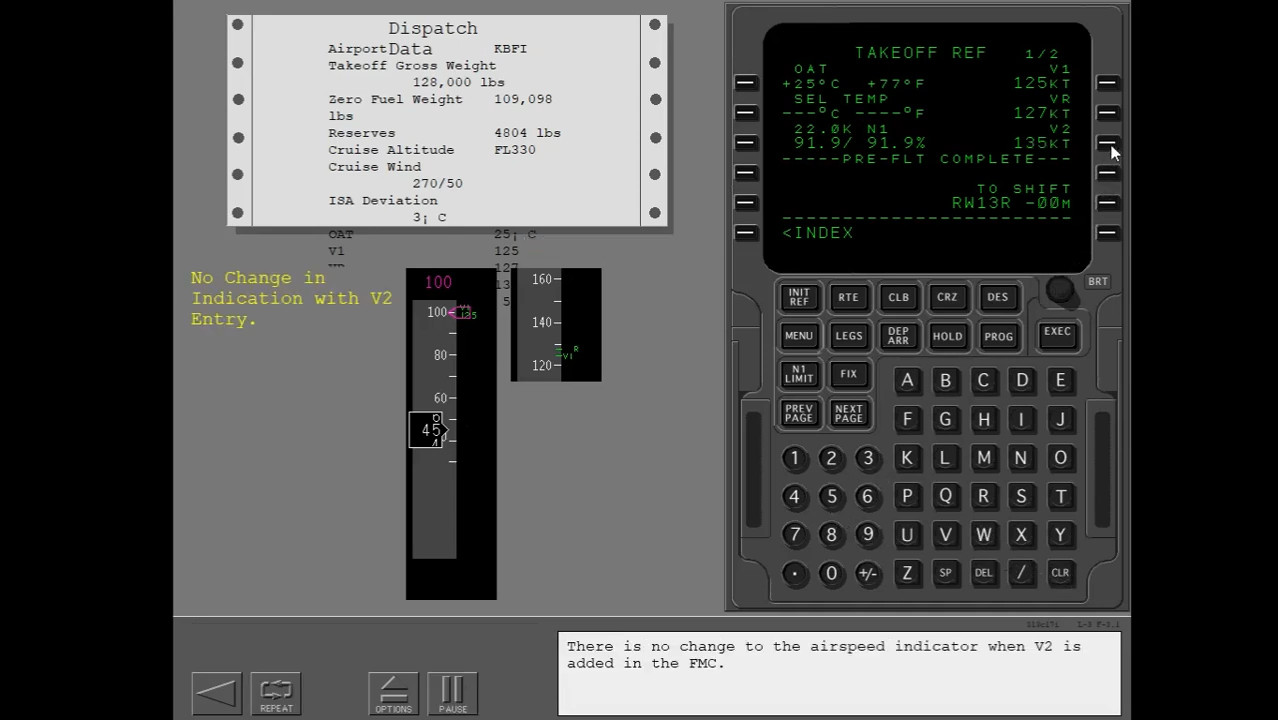 Dispatch
Data
Airport KBFI
Takeoff Gross Weight
128,000 lbs
Zero Fuel Weight 109,098
lbs
Reserves 4804 lbs
Cruise Altitude FL330
Cruise Wind
270/50
ISA Deviation
3¡ C
OAT 25¡ C
V1 125
No Change in
Indication with V2
Entry.
100
100
80
60
45
V1
125
160
140
120
R
V1
TAKEOFF REF 1/2
OAT V1
+25°C +77°F 125KT
SEL TEMP VR
---°C ----°F 127KT
22.0K N1 V2
91.9/ 91.9% 135KT
-----PRE-FLT COMPLETE---
TO SHIFT
RW13R -00M
<INDEX
BRT
INIT REF RTE CLB CRZ DES
MENU LEGS DEP ARR HOLD PROG EXEC
N1 LIMIT FIX
PREV PAGE NEXT PAGE
A B C D E
F G H I J
1 2 3 K L M N O
4 5 6 P Q R S T
7 8 9 U V W X Y
. 0 +/- Z SP DEL / CLR
There is no change to the airspeed indicator when V2 is
added in the FMC.
REPEAT OPTIONS PAUSE